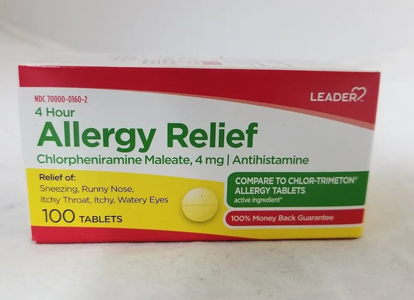 NDC 70000-0160-2
LEADER
4 Hour
Allergy Relief
Chlorpheniramine Maleate, 4 mg | Antihistamine
Relief of:
Sneezing, Runny Nose,
Itchy Throat, Itchy, Watery Eyes
100 TABLETS
COMPARE TO CHLOR-TRIMETON®
ALLERGY TABLETS
active ingredient*
100% Money Back Guarantee